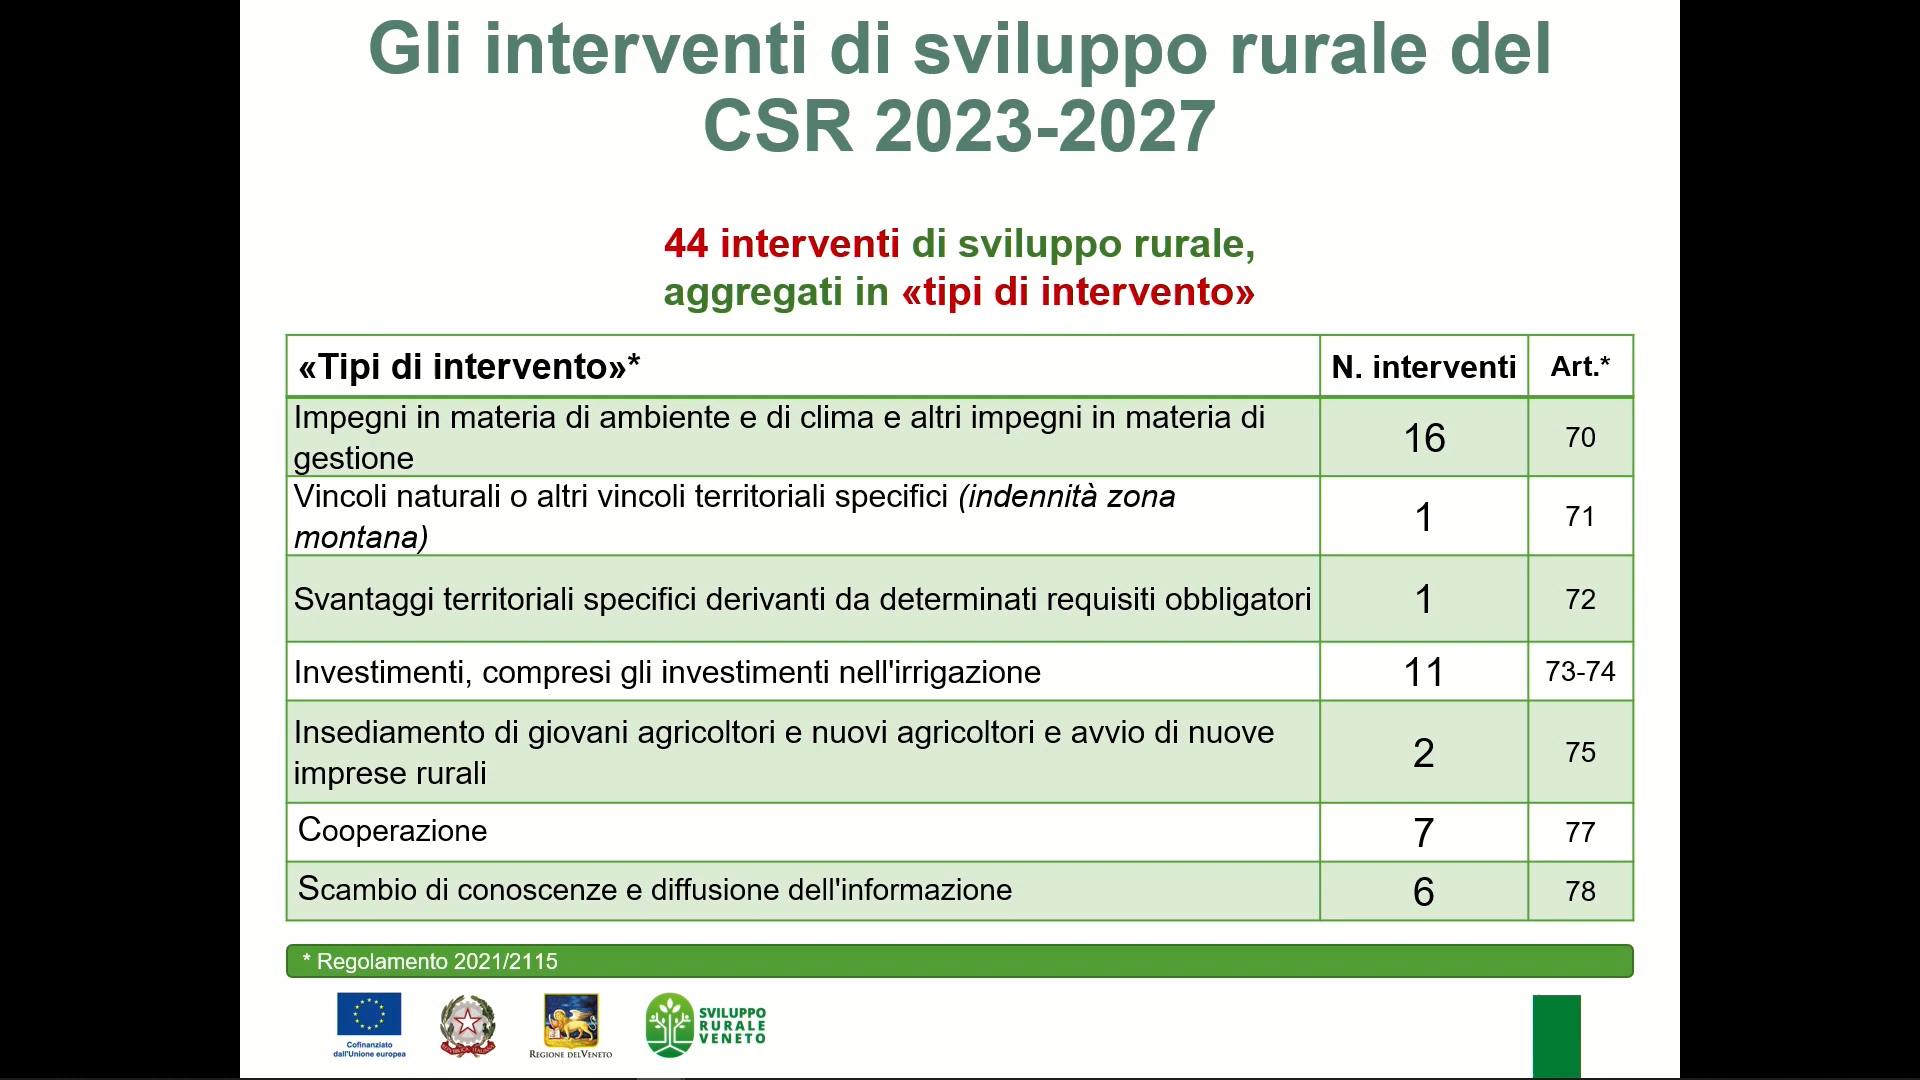 Gli interventi di sviluppo rurale del
CSR 2023-2027
44 interventi di sviluppo rurale,
aggregati in «tipi di intervento»
«Tipi di intervento»* N. interventi Art.*
Impegni in materia di ambiente e di clima e altri impegni in materia di
gestione 16 70
Vincoli naturali o altri vincoli territoriali specifici (indennità zona
montana) 1 71
Svantaggi territoriali specifici derivanti da determinati requisiti obbligatori 1 72
Investimenti, compresi gli investimenti nell'irrigazione 11 73-74
Insediamento di giovani agricoltori e nuovi agricoltori e avvio di nuove
imprese rurali 2 75
Cooperazione 7 77
Scambio di conoscenze e diffusione dell'informazione 6 78
* Regolamento 2021/2115
Cofinanziato
dall'Unione europea
REGIONE DEL VENETO
SVILUPPO
RURALE
VENETO